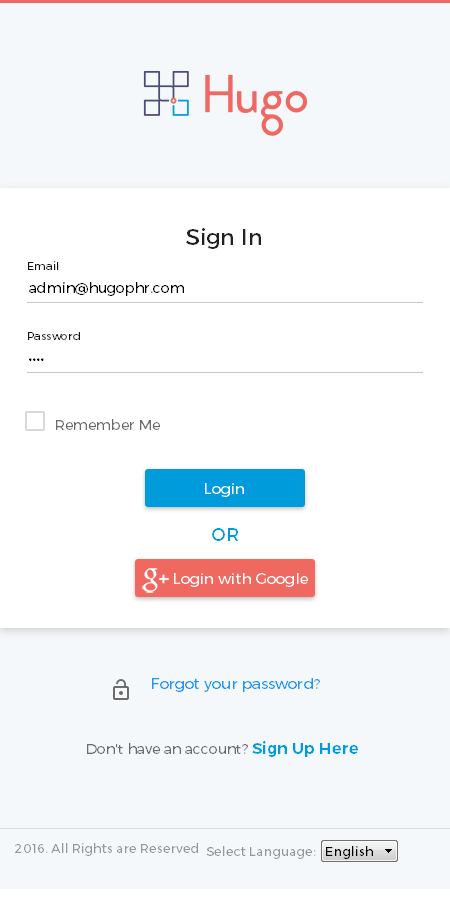 Hugo
Sign In
Email
admin@hugophr.com
Password
••••
Remember Me
Login
OR
g+ Login with Google
Forgot your password?
Don't have an account? Sign Up Here
2016. All Rights are Reserved Select Language: English